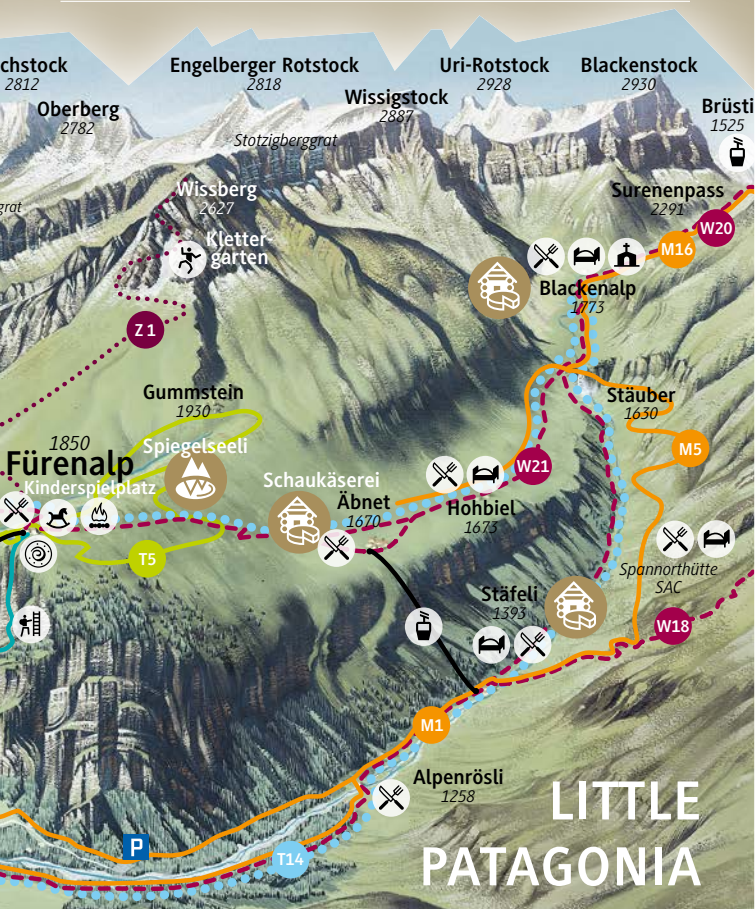 chstock
2812
Engelberger Rotstock
2818
Uri-Rotstock
2928
Blackenstock
2930
Oberberg
2782
Wissigstock
2887
Brüsti
1525
Stotzigberggrat
grat
Wissberg
2627
Surenenpass
2291
W20
M16
Kletter-
gärten
Blackenalp
1773
Z 1
Gummstein
1930
Stäuber
1630
1850
Fürenalp
Spiegelseeli
M5
W21
Kinderspielplatz
Schaukäserei
Äbnet
1670
Hohbiel
1673
T5
Spannorthütte
SAC
Stäfeli
1393
W18
M1
Alpenrösli
1258
P
T14
LITTLE
PATAGONIA